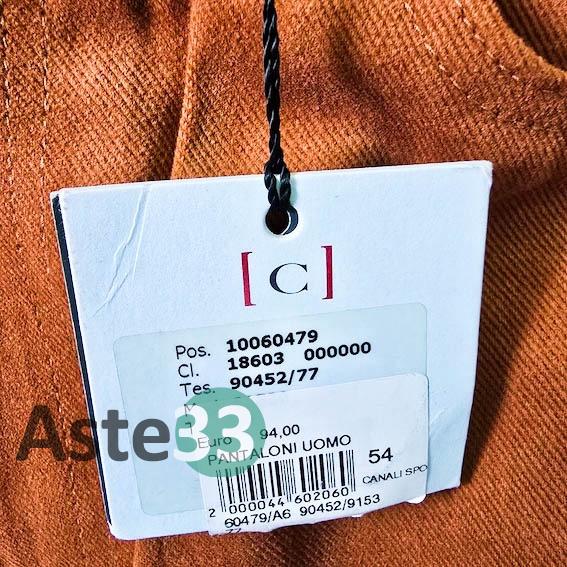 [ C ]
Pos. 10060479
Cl. 18603 000000
Tes. 90452/77
Aste33
Euro 94,00
PANTALONI UOMO 54
CANALI SPO
2 000044 602060
60479/A6 90452/9153
77